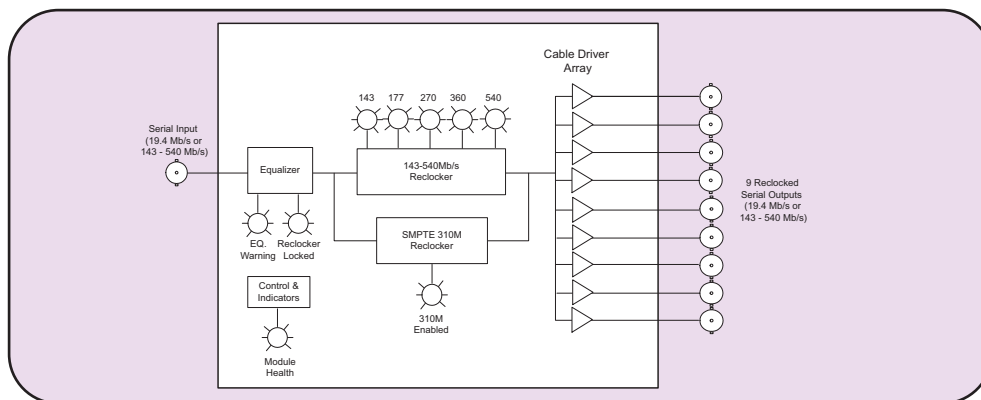 Cable Driver
Array
143 177 270 360 540
Serial Input
(19.4 Mb/s or
143 - 540 Mb/s)
Equalizer
143-540Mb/s
Reclocker
9 Reclocked
Serial Outputs
(19.4 Mb/s or
143 - 540 Mb/s)
SMPTE 310M
Reclocker
EQ.
Warning
Reclocker
Locked
Control &
Indicators
310M
Enabled
Module
Health